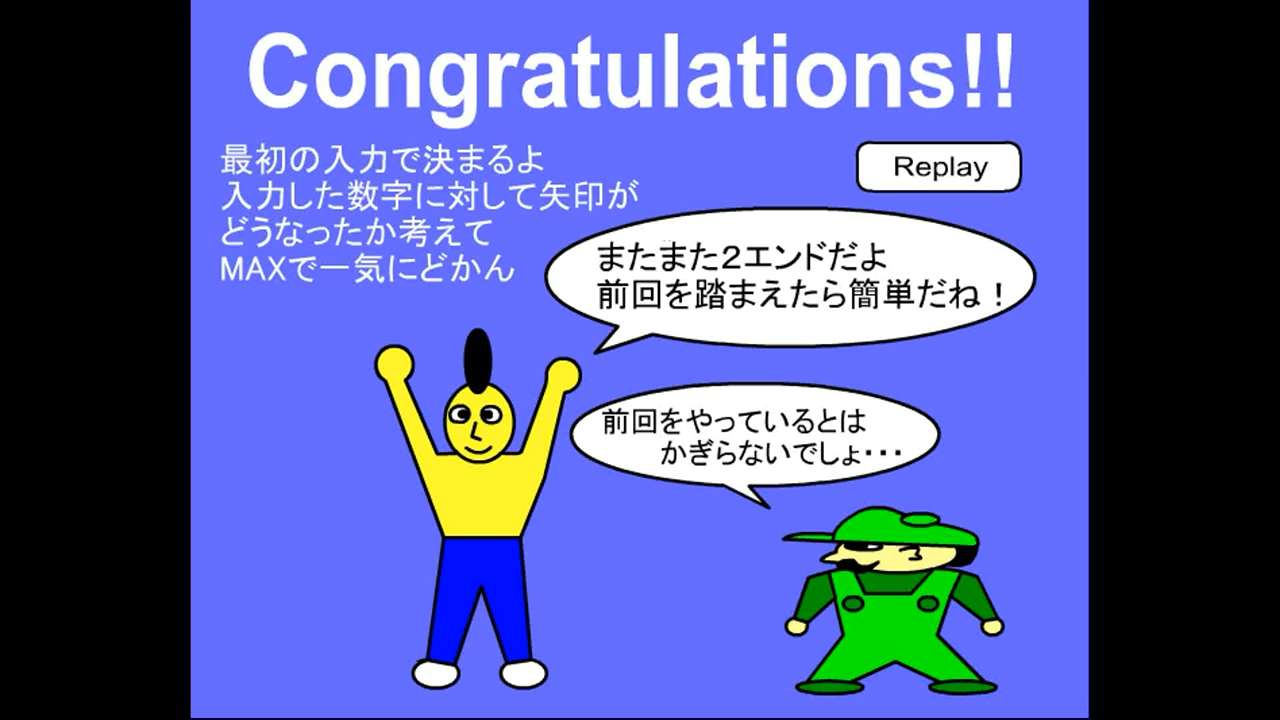 Congratulations!!
最初の入力で決まるよ
入力した数字に対して矢印が
どうなったか考えて
MAXで一気にどかん
Replay
またまた２エンドだよ
前回を踏まえたら簡単だね！
前回をやっているとは
かぎらないでしょ・・・